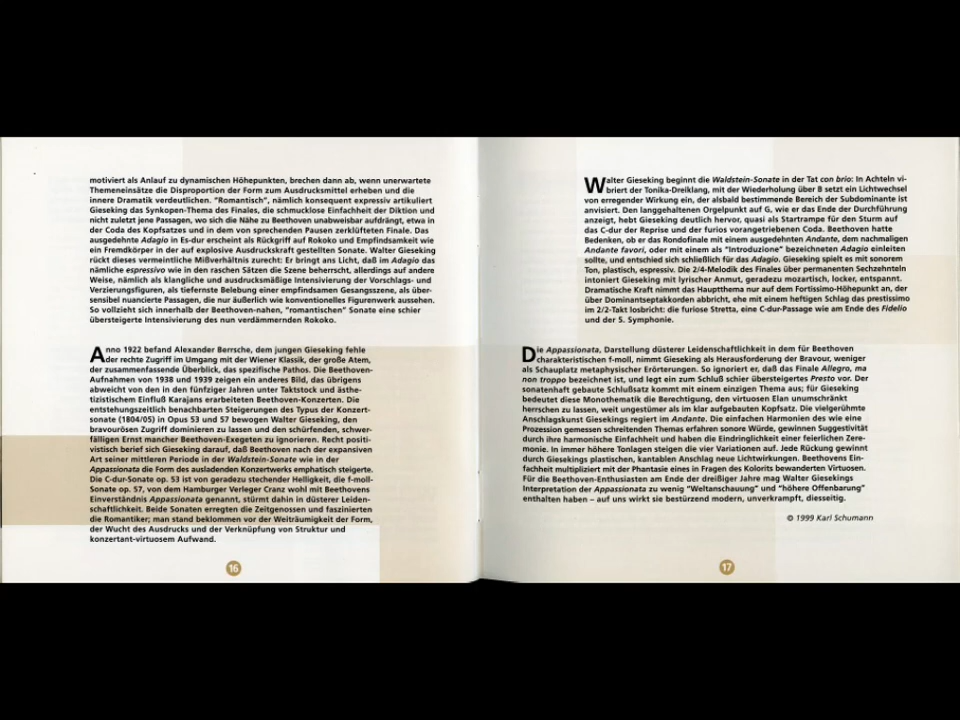 motiviert als Anlauf zu dynamischen Höhepunkten, brechen dann ab, wenn unerwartete
Themeneinsätze die Disproportion der Form zum Ausdrucksmittel erheben und die
innere Dramatik verdeutlichen. "Romantisch", nämlich konsequent expressiv artikuliert
Gieseking das Synkopen-Thema des Finales, die schmucklose Einfachheit der Diktion und
nicht zuletzt jene Passagen, wo sich die Nähe zu Beethoven unabweisbar aufdrängt, etwa in
der Coda des Kopfsatzes und in dem von sprechenden Pausen zerklüfteten Finale. Das
ausgedehnte Adagio in Es-dur erscheint als Rückgriff auf Rokoko und Empfindsamkeit wie
ein Fremdkörper in der auf explosive Ausdruckskraft gestellten Sonate. Walter Gieseking
rückt dieses vermeintliche Mißverhältnis zurecht: Er bringt ans Licht, daß im Adagio das
nämliche espressivo wie in den raschen Sätzen die Szene beherrscht, allerdings auf andere
Weise, nämlich als klangliche und ausdrucksmäßige Intensivierung der Vorschlags- und
Verzierungsfiguren, als tiefernste Belebung einer empfindsamen Gesangsszene, als über-
sensibel nuancierte Passagen, die nur äußerlich wie konventionelles Figurenwerk aussehen.
So vollzieht sich innerhalb der Beethoven-nahen, "romantischen" Sonate eine schier
übersteigerte Intensivierung des nun verdämmernden Rokoko.
Anno 1922 befand Alexander Berrsche, dem jungen Gieseking fehle
der rechte Zugriff im Umgang mit der Wiener Klassik, der große Atem,
der zusammenfassende Überblick, das spezifische Pathos. Die Beethoven-
Aufnahmen von 1938 und 1939 zeigen ein anderes Bild, das übrigens
abweicht von den in den fünfziger Jahren unter Taktstock und ästhe-
tizistischem Einfluß Karajans erarbeiteten Beethoven-Konzerten. Die
entstehungszeitlich benachbarten Steigerungen des Typus der Konzert-
sonate (1804/05) in Opus 53 und 57 bewogen Walter Gieseking, den
bravourösen Zugriff dominieren zu lassen und den schürfenden, schwer-
fälligen Ernst mancher Beethoven-Exegeten zu ignorieren. Recht positi-
vistisch berief sich Gieseking darauf, daß Beethoven nach der expansiven
Art seiner mittleren Periode in der Waldstein-Sonate wie in der
Appassionata die Form des ausladenden Konzertwerks emphatisch steigerte.
Die C-dur-Sonate op. 53 ist von geradezu stechender Helligkeit, die f-moll-
Sonate op. 57, von dem Hamburger Verleger Cranz wohl mit Beethovens
Einverständnis Appassionata genannt, stürmt dahin in düsterer Leiden-
schaftlichkeit. Beide Sonaten erregten die Zeitgenossen und faszinierten
die Romantiker; man stand beklommen vor der Weiträumigkeit der Form,
der Wucht des Ausdrucks und der Verknüpfung von Struktur und
konzertant-virtuosem Aufwand.
16
Walter Gieseking beginnt die Waldstein-Sonate in der Tat con brio: In Achteln vi-
briert der Tonika-Dreiklang, mit der Wiederholung über B setzt ein Lichtwechsel
von erregender Wirkung ein, der alsbald bestimmende Bereich der Subdominante ist
anvisiert. Den langgehaltenen Orgelpunkt auf G, wie er das Ende der Durchführung
anzeigt, hebt Gieseking deutlich hervor, quasi als Startrampe für den Sturm auf
das C-dur der Reprise und der furios vorangetriebenen Coda. Beethoven hatte
Bedenken, ob er das Rondofinale mit einem ausgedehnten Andante, dem nachmaligen
Andante favori, oder mit einem als "Introduzione" bezeichneten Adagio einleiten
sollte, und entschied sich schließlich für das Adagio. Gieseking spielt es mit sonorem
Ton, plastisch, espressiv. Die 2/4-Melodik des Finales über permanenten Sechzehnteln
intoniert Gieseking mit lyrischer Anmut, geradezu mozartisch, locker, entspannt.
Dramatische Kraft nimmt das Hauptthema nur auf dem Fortissimo-Höhepunkt an, der
über Dominantseptakkorden abbricht, ehe mit einem heftigen Schlag das prestissimo
im 2/2-Takt losbricht: die furiose Stretta, eine C-dur-Passage wie am Ende des Fidelio
und der 5. Symphonie.
Die Appassionata, Darstellung düsterer Leidenschaftlichkeit in dem für Beethoven
charakteristischen f-moll, nimmt Gieseking als Herausforderung der Bravour, weniger
als Schauplatz metaphysischer Erörterungen. So ignoriert er, daß das Finale Allegro, ma
non troppo bezeichnet ist, und legt ein zum Schluß schier übersteigertes Presto vor. Der
sonatenhaft gebaute Schlußsatz kommt mit einem einzigen Thema aus; für Gieseking
bedeutet diese Monothematik die Berechtigung, den virtuosen Elan unumschränkt
herrschen zu lassen, weit ungestümer als im klar aufgebauten Kopfsatz. Die vielgerühmte
Anschlagskunst Giesekings regiert im Andante. Die einfachen Harmonien des wie eine
Prozession gemessen schreitenden Themas erfahren sonore Würde, gewinnen Suggestivität
durch ihre harmonische Einfachheit und haben die Eindringlichkeit einer feierlichen Zere-
monie. In immer höhere Tonlagen steigen die vier Variationen auf. Jede Rückung gewinnt
durch Giesekings plastischen, kantablen Anschlag neue Lichtwirkungen. Beethovens Ein-
fachheit multipliziert mit der Phantasie eines in Fragen des Kolorits bewanderten Virtuosen.
Für die Beethoven-Enthusiasten am Ende der dreißiger Jahre mag Walter Giesekings
Interpretation der Appassionata zu wenig "Weltanschauung" und "höhere Offenbarung"
enthalten haben – auf uns wirkt sie bestürzend modern, unverkrampft, diesseitig.
© 1999 Karl Schumann
17